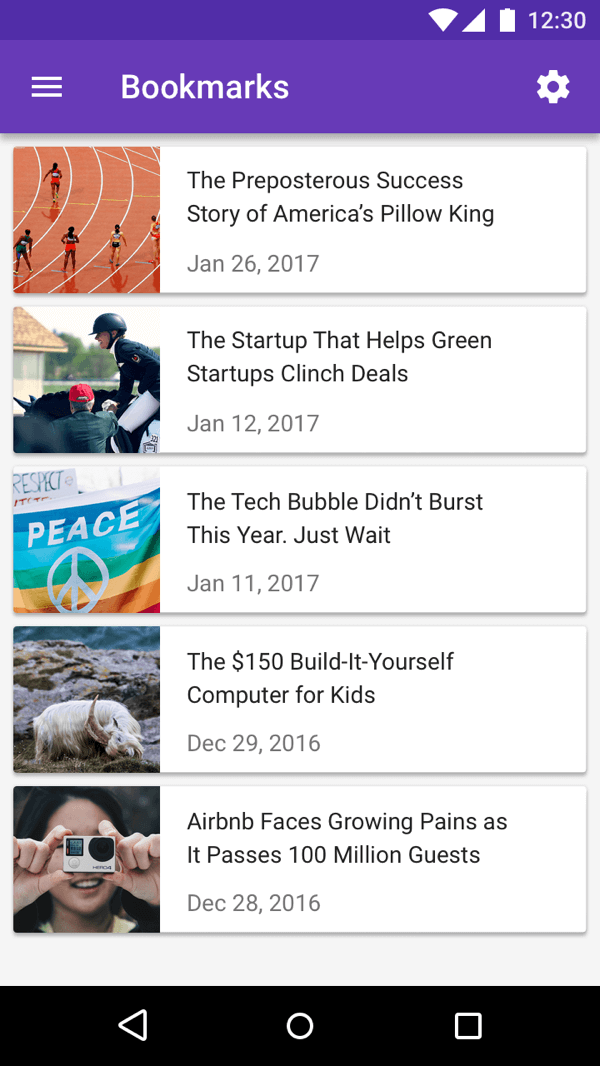 12:30
Bookmarks
The Preposterous Success
Story of America’s Pillow King
Jan 26, 2017
The Startup That Helps Green
Startups Clinch Deals
Jan 12, 2017
RESPECT
PEACE
The Tech Bubble Didn’t Burst
This Year. Just Wait
Jan 11, 2017
The $150 Build-It-Yourself
Computer for Kids
Dec 29, 2016
HERO4
Airbnb Faces Growing Pains as
It Passes 100 Million Guests
Dec 28, 2016